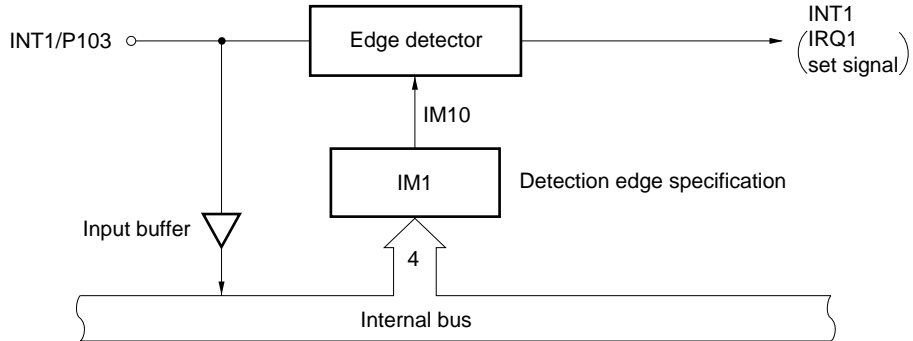 INT1/P103
Edge detector
INT1
IRQ1
set signal
IM10
IM1
Detection edge specification
Input buffer
4
Internal bus